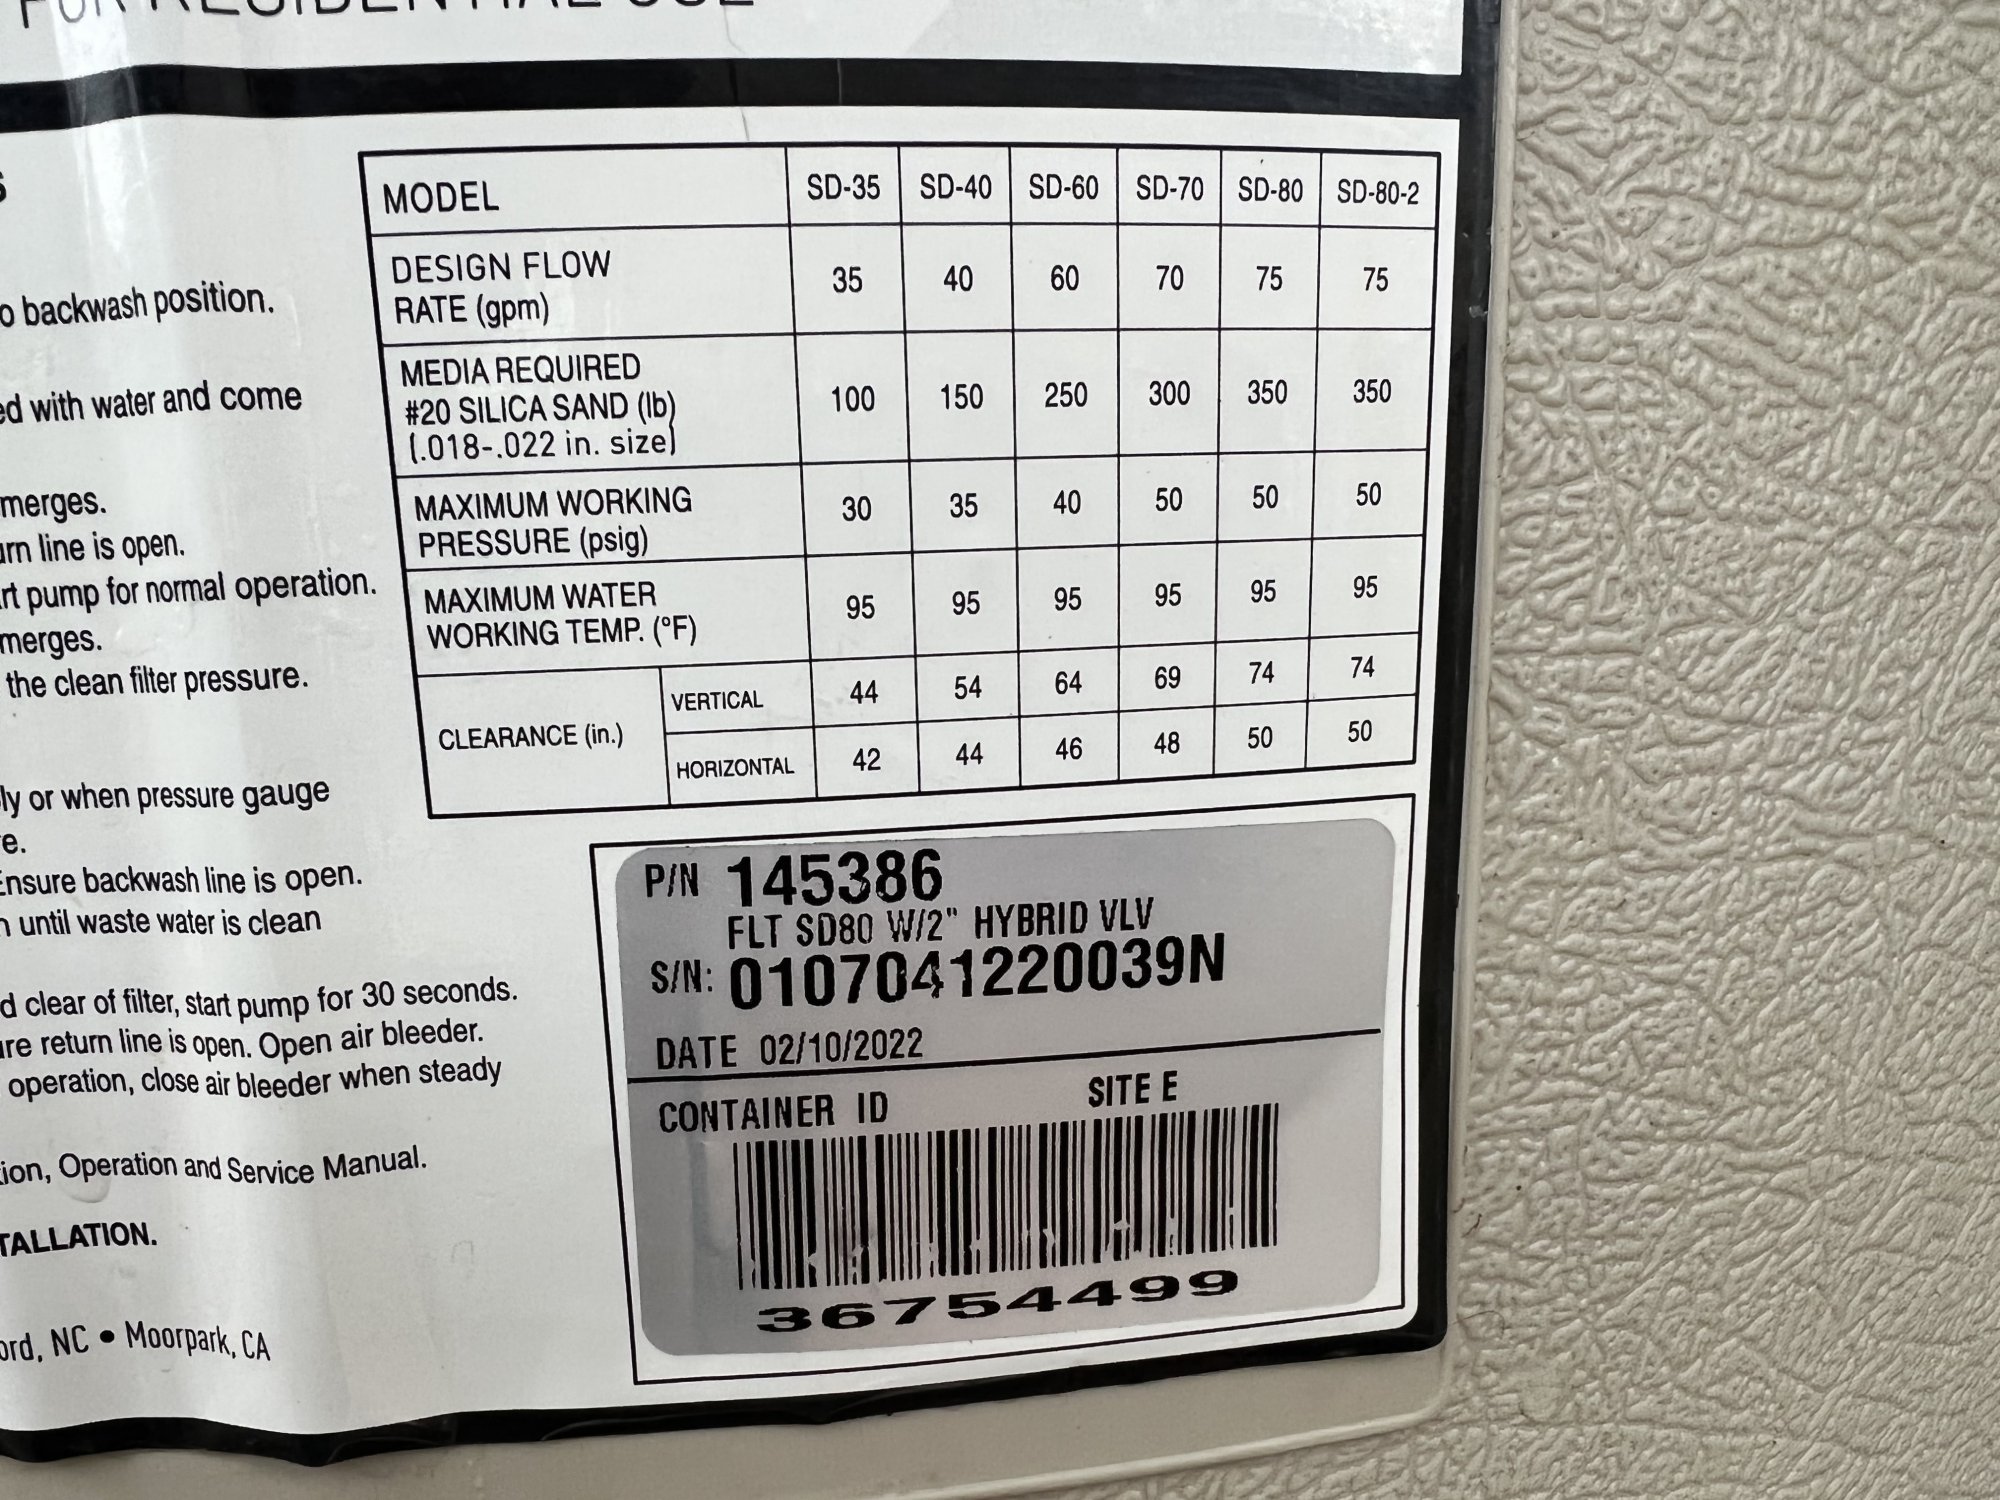 FOR RESIDENTIAL USE
MODEL SD-35 SD-40 SD-60 SD-70 SD-80 SD-80-2
DESIGN FLOW
RATE (gpm) 35 40 60 70 75 75
MEDIA REQUIRED
#20 SILICA SAND (lb) 100 150 250 300 350 350
(.018-.022 in. size)
MAXIMUM WORKING
PRESSURE (psig) 30 35 40 50 50 50
MAXIMUM WATER
WORKING TEMP. (°F) 95 95 95 95 95 95
CLEARANCE (in.)
VERTICAL 44 54 64 69 74 74
HORIZONTAL 42 44 46 48 50 50
backwash position.
with water and come
line is open.
pump for normal operation.
the clean filter pressure.
or when pressure gauge
Ensure backwash line is open.
until waste water is clean
clear of filter, start pump for 30 seconds.
return line is open. Open air bleeder.
operation, close air bleeder when steady
Operation and Service Manual.
NC • Moorpark, CA
P/N 145386
FLT SD80 W/2" HYBRID VLV
S/N: 0107041220039N
DATE 02/10/2022
CONTAINER ID SITE E
36754499